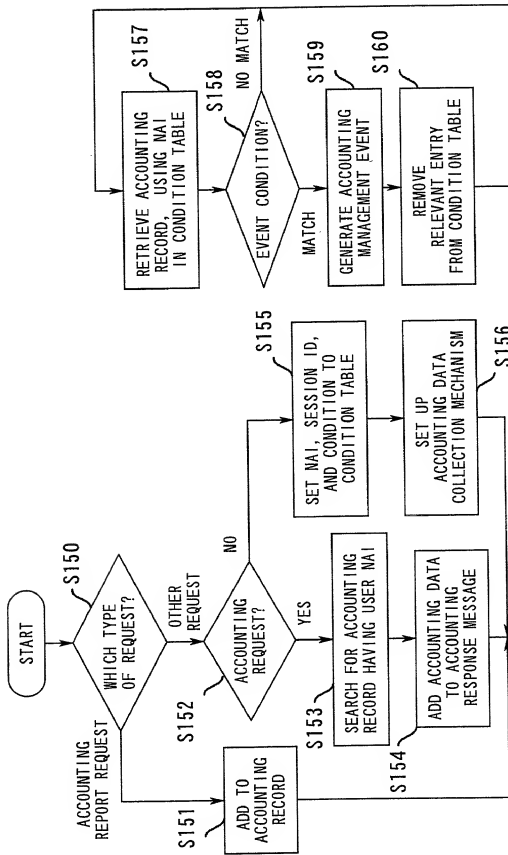 START
WHICH TYPE
OF REQUEST?
S150
ACCOUNTING
REPORT REQUEST
OTHER
REQUEST
S151
ADD TO
ACCOUNTING
RECORD
S152
ACCOUNTING
REQUEST?
NO
YES
S153
SEARCH FOR ACCOUNTING
RECORD HAVING USER NAI
S154
ADD ACCOUNTING DATA
TO ACCOUNTING
RESPONSE MESSAGE
S155
SET NAI, SESSION ID,
AND CONDITION TO
CONDITION TABLE
S156
SET UP
ACCOUNTING DATA
COLLECTION MECHANISM
S157
RETRIEVE ACCOUNTING
RECORD, USING NAI
IN CONDITION TABLE
S158
EVENT CONDITION?
NO MATCH
MATCH
S159
GENERATE ACCOUNTING
MANAGEMENT EVENT
S160
REMOVE
RELEVANT ENTRY
FROM CONDITION TABLE